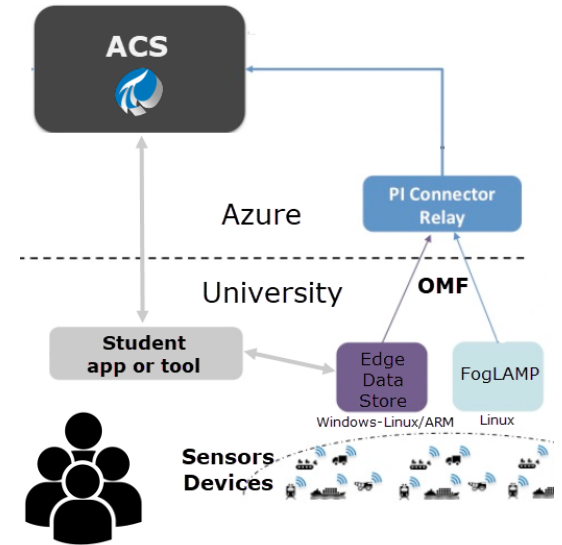 ACS
PI Connector
Relay
Azure
University
OMF
Student
app or tool
Edge
Data
Store
FogLAMP
Windows-Linux/ARM
Linux
Sensors
Devices